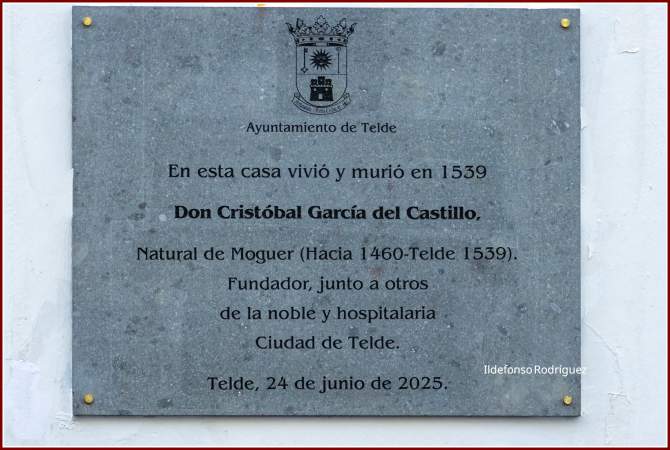 Ayuntamiento de Telde
En esta casa vivió y murió en 1539
Don Cristóbal García del Castillo,
Natural de Moguer (Hacia 1460-Telde 1539).
Fundador, junto a otros
de la noble y hospitalaria
Ciudad de Telde.
Ildefonso Rodríguez
Telde, 24 de junio de 2025.